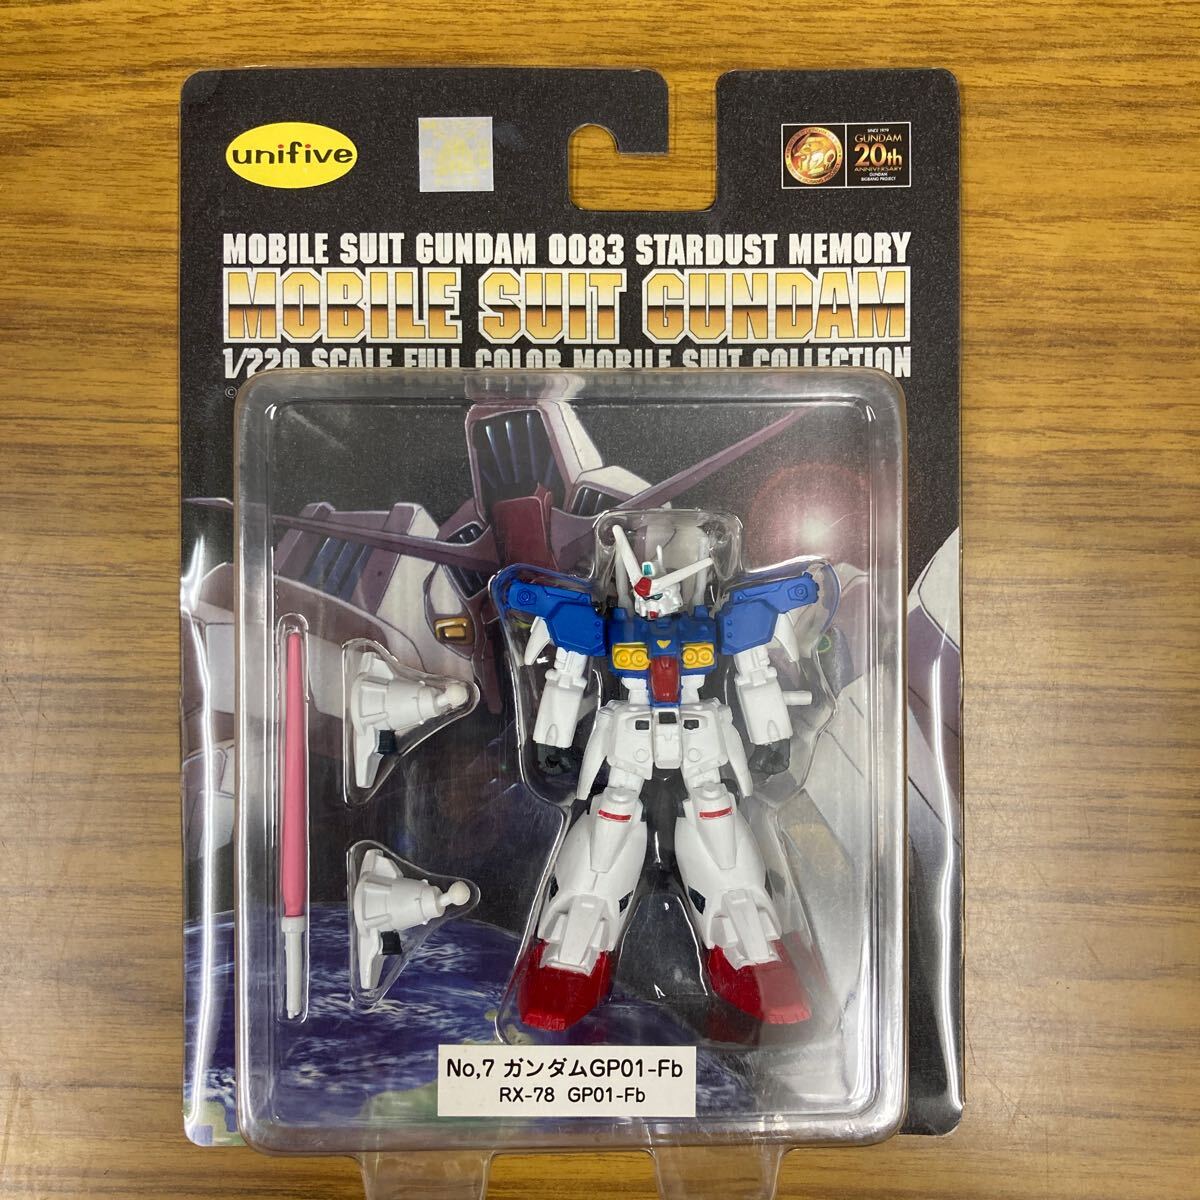 unifive
SINCE 1979
GUNDAM
20th
ANNIVERSARY
GUNDAM
BIGBANG PROJECT
MOBILE SUIT GUNDAM 0083 STARDUST MEMORY
MOBILE SUIT GUNDAM
1/220 SCALE FULL COLOR MOBILE SUIT COLLECTION
©
No,7 ガンダムGP01-Fb
RX-78 GP01-Fb